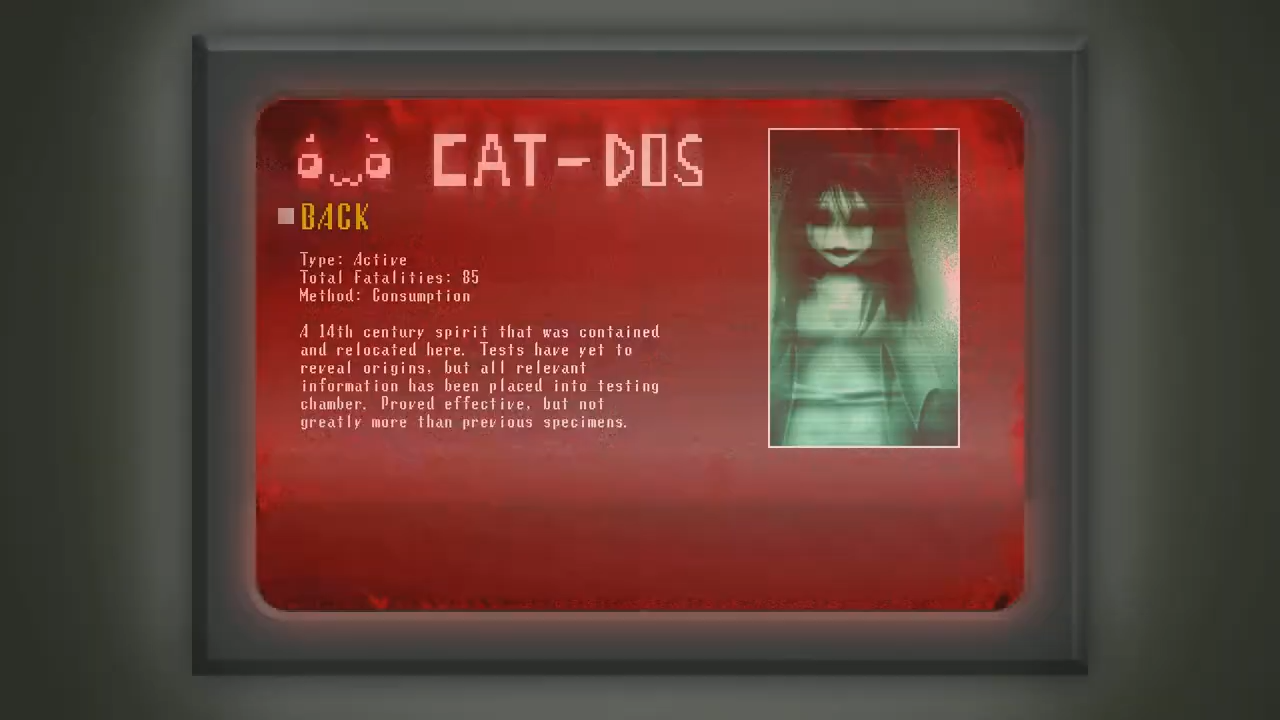 CAT-DOS
BACK
Type: Active
Total Fatalities: 85
Method: Consumption
A 14th century spirit that was contained
and relocated here. Tests have yet to
reveal origins, but all relevant
information has been placed into testing
chamber. Proved effective, but not
greatly more than previous specimens.